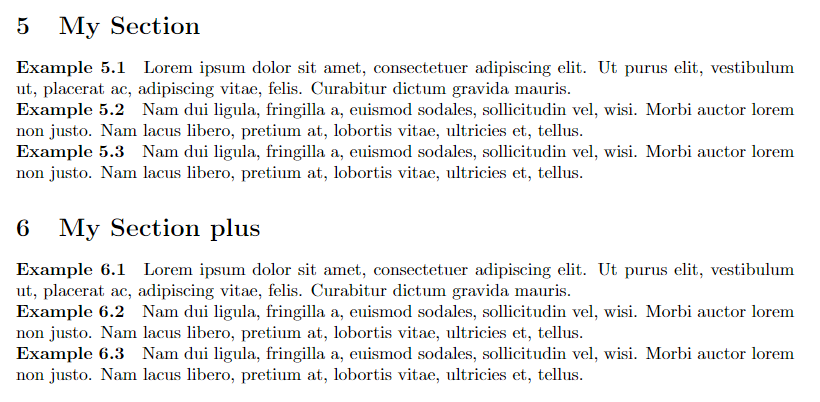 5 My Section
Example 5.1 Lorem ipsum dolor sit amet, consectetuer adipiscing elit. Ut purus elit, vestibulum
ut, placerat ac, adipiscing vitae, felis. Curabitur dictum gravida mauris.
Example 5.2 Nam dui ligula, fringilla a, euismod sodales, sollicitudin vel, wisi. Morbi auctor lorem
non justo. Nam lacus libero, pretium at, lobortis vitae, ultricies et, tellus.
Example 5.3 Nam dui ligula, fringilla a, euismod sodales, sollicitudin vel, wisi. Morbi auctor lorem
non justo. Nam lacus libero, pretium at, lobortis vitae, ultricies et, tellus.
6 My Section plus
Example 6.1 Lorem ipsum dolor sit amet, consectetuer adipiscing elit. Ut purus elit, vestibulum
ut, placerat ac, adipiscing vitae, felis. Curabitur dictum gravida mauris.
Example 6.2 Nam dui ligula, fringilla a, euismod sodales, sollicitudin vel, wisi. Morbi auctor lorem
non justo. Nam lacus libero, pretium at, lobortis vitae, ultricies et, tellus.
Example 6.3 Nam dui ligula, fringilla a, euismod sodales, sollicitudin vel, wisi. Morbi auctor lorem
non justo. Nam lacus libero, pretium at, lobortis vitae, ultricies et, tellus.